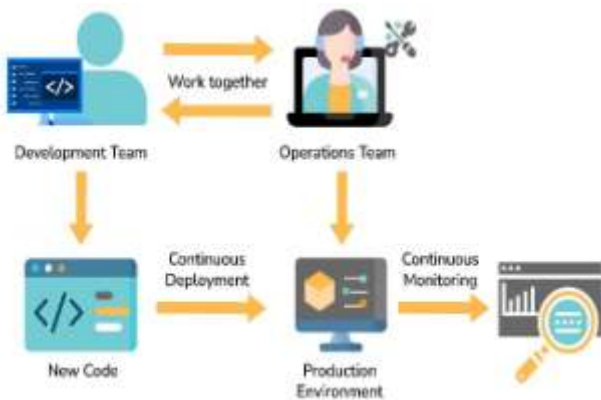 Work together
Development Team
Operations Team
Continuous
Deployment
Continuous
Monitoring
New Code
Production
Environment